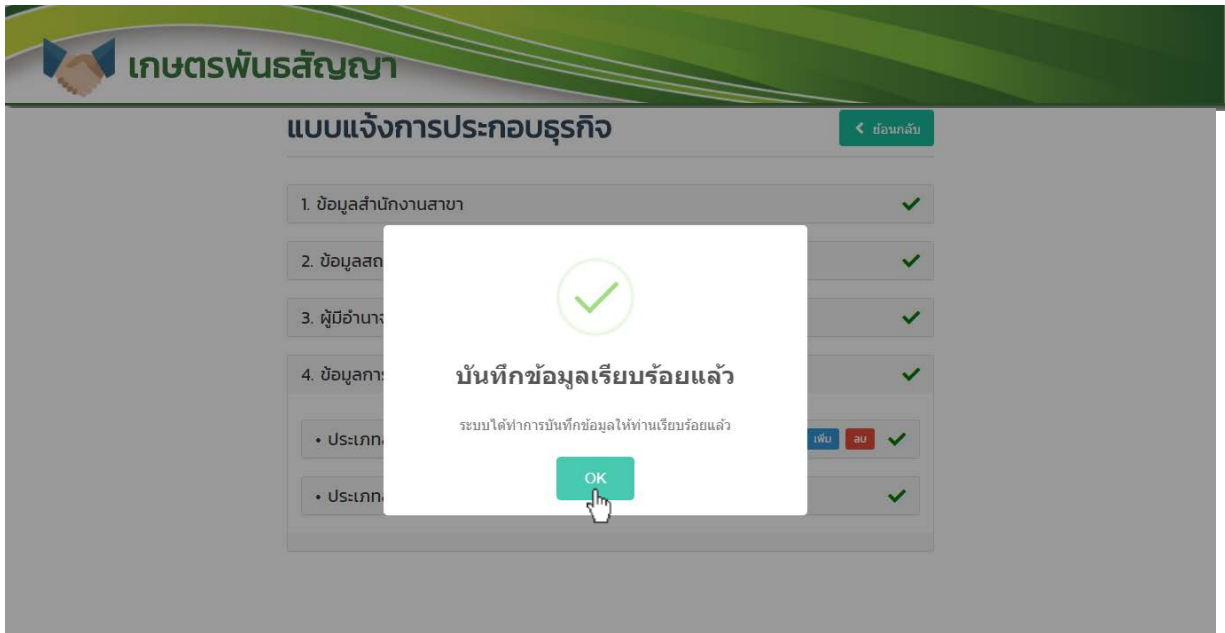 เกษตรพันธสัญญา
แบบแจ้งการประกอบธุรกิจ
ย้อนกลับ
1. ข้อมูลสำนักงานสาขา
2. ข้อมูลสถ
3. ผู้มีอำนา
4. ข้อมูลการ
บันทึกข้อมูลเรียบร้อยแล้ว
ระบบได้ทำการบันทึกข้อมูลให้ท่านเรียบร้อยแล้ว
OK
• ประเภท
เพิ่ม ลบ
• ประเภท